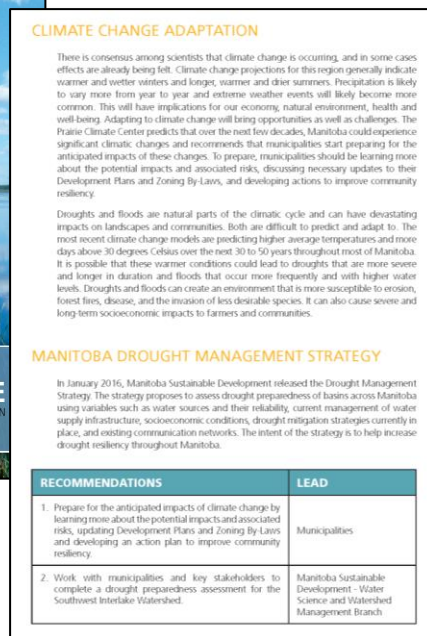 CLIMATE CHANGE ADAPTATION
There is consensus among scientists that climate change is occurring, and in some cases
effects are already being felt. Climate change projections for this region generally indicate
warmer and wetter winters and longer, warmer and drier summers. Precipitation is likely
to vary more from year to year and extreme weather events will likely become more
common. This will have implications for our economy, natural environment, health and
well-being. Adapting to climate change will bring opportunities as well as challenges. The
Prairie Climate Center predicts that over the next few decades, Manitoba could experience
significant climatic changes and recommends that municipalities start preparing for the
anticipated impacts of these changes. To prepare, municipalities should be learning more
about the potential impacts and associated risks, discussing necessary updates to their
Development Plans and Zoning By-Laws, and developing actions to improve community
resiliency.
Droughts and floods are natural parts of the climatic cycle and can have devastating
impacts on landscapes and communities. Both are difficult to predict and adapt to. The
most recent climate change models are predicting higher average temperatures and more
days above 30 degrees Celsius over the next 30 to 50 years throughout most of Manitoba.
It is possible that these warmer conditions could lead to droughts that are more severe
and longer in duration and floods that occur more frequently and with higher water
levels. Droughts and floods can create an environment that is more susceptible to erosion,
forest fires, disease, and the invasion of less desirable species. It can also cause severe and
long-term socioeconomic impacts to farmers and communities.
MANITOBA DROUGHT MANAGEMENT STRATEGY
In January 2016, Manitoba Sustainable Development released the Drought Management
Strategy. The strategy proposes to assess drought preparedness of basins across Manitoba
using variables such as water sources and their reliability, current management of water
supply infrastructure, socioeconomic conditions, drought mitigation strategies currently in
place, and existing communication networks. The intent of the strategy is to help increase
drought resiliency throughout Manitoba.
RECOMMENDATIONS LEAD
1. Prepare for the anticipated impacts of climate change by
learning more about the potential impacts and associated
risks, updating Development Plans and Zoning By-Laws
and developing an action plan to improve community
resiliency.
Municipalities
2. Work with municipalities and key stakeholders to
complete a drought preparedness assessment for the
Southwest Interlake Watershed.
Manitoba Sustainable
Development - Water
Science and Watershed
Management Branch